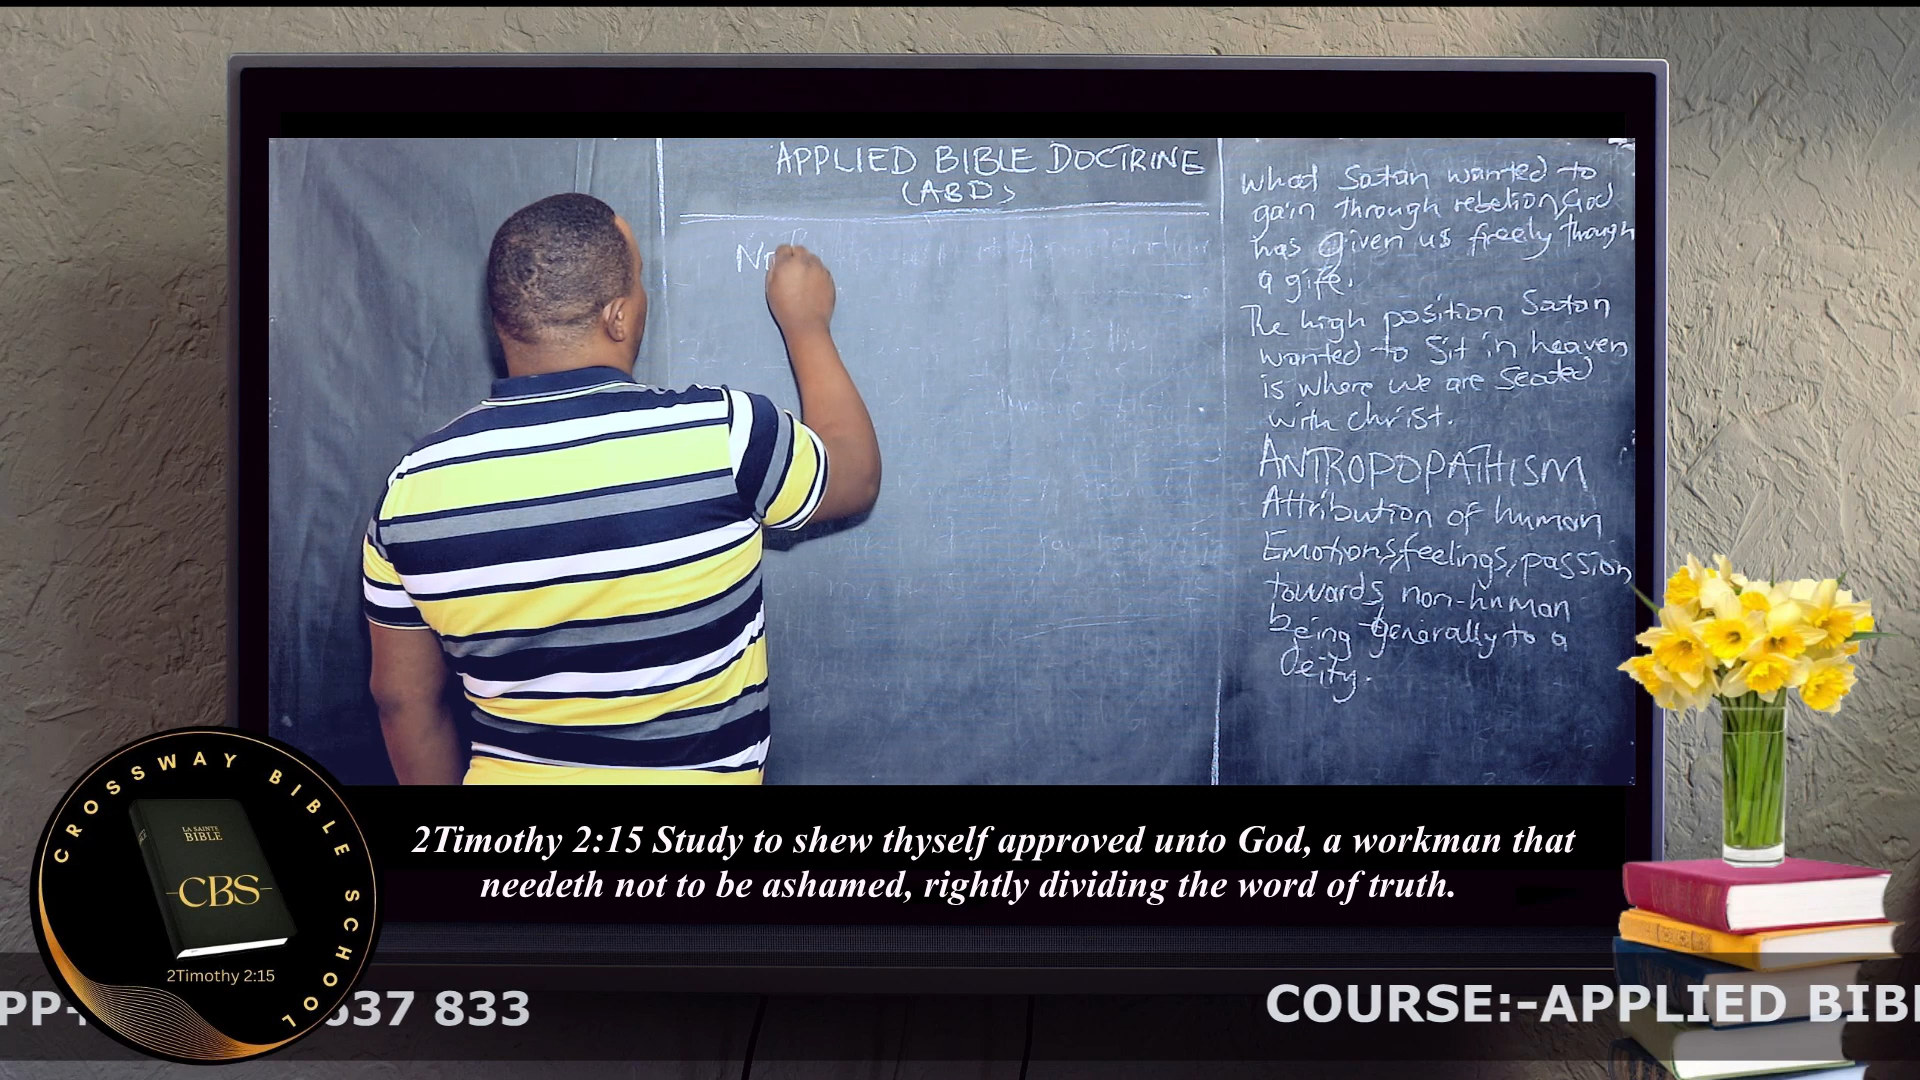 APPLIED BIBLE DOCTRINE
(ABD)
What Satan wanted to
gain through rebelion, God
has given us freely through
a gift.
The high position Satan
wanted to Sit in heaven
is where we are Seated
with Christ.
ANTROPOPATHISM
Attribution of human
Emotions, feelings, passion
towards non-human
being generally to a
Deity.
2Timothy 2:15 Study to shew thyself approved unto God, a workman that
needeth not to be ashamed, rightly dividing the word of truth.
CROSSWAY BIBLE SCHOOL
LA SAINTE
BIBLE
CBS
2Timothy 2:15
637 833
COURSE:-APPLIED BIB